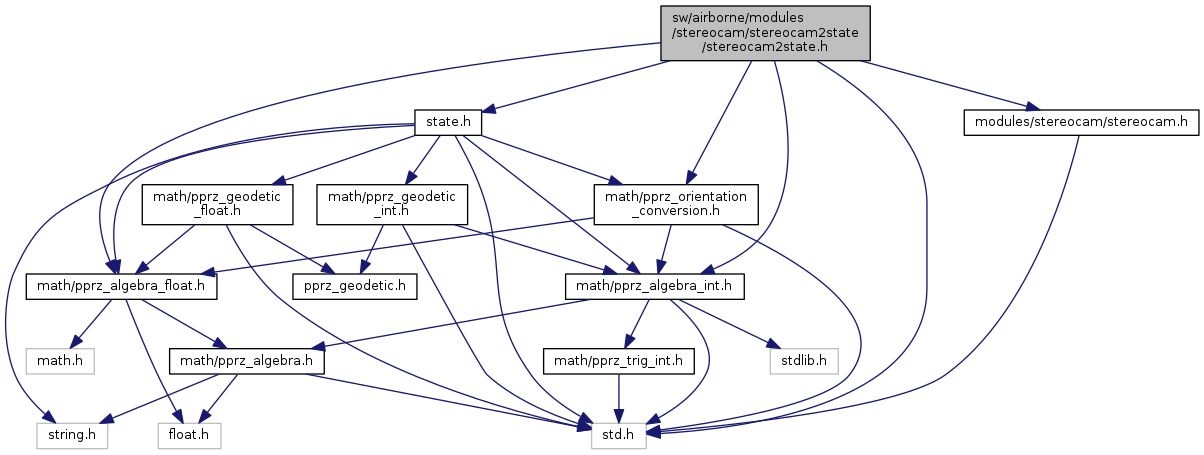 sw/airborne/modules
/stereocam/stereocam2state
/stereocam2state.h
state.h
modules/stereocam/stereocam.h
math/pprz_geodetic
_float.h
math/pprz_geodetic
_int.h
math/pprz_orientation
_conversion.h
math/pprz_algebra_float.h
pprz_geodetic.h
math/pprz_algebra_int.h
math.h
math/pprz_algebra.h
math/pprz_trig_int.h
stdlib.h
string.h
float.h
std.h